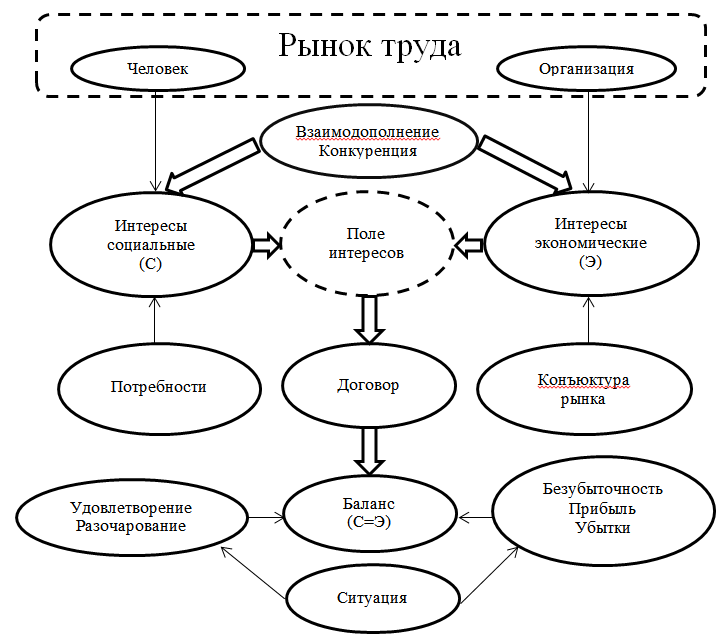 Рынок труда
Человек
Организация
Взаимодополнение
Конкуренция
Интересы
социальные
(С)
Поле
интересов
Интересы
экономические
(Э)
Потребности
Договор
Конъюктура
рынка
Удовлетворение
Разочарование
Баланс
(С=Э)
Безубыточность
Прибыль
Убытки
Ситуация